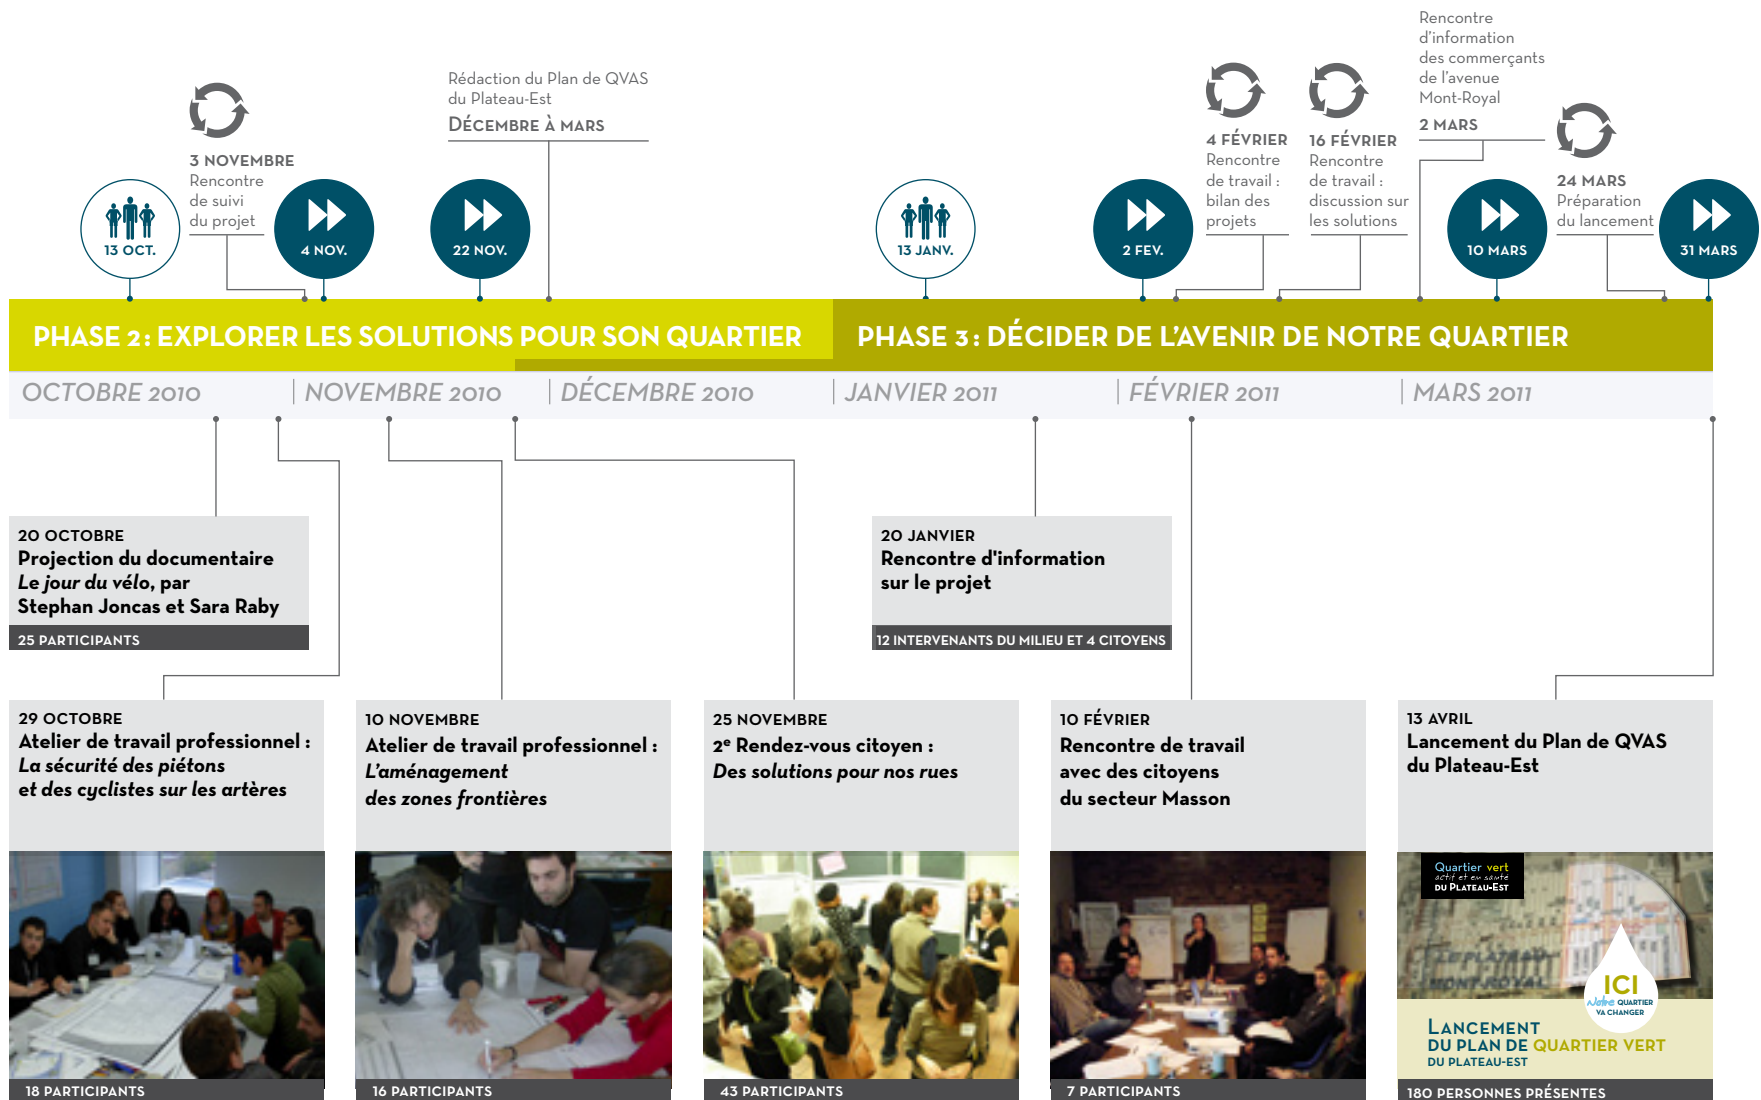 Rencontre
d'information
des commerçants
de l'avenue
Mont-Royal
2 MARS
Rédaction du Plan de QVAS
du Plateau-Est
DÉCEMBRE À MARS
3 NOVEMBRE
Rencontre
de suivi
du projet
4 FÉVRIER
Rencontre
de travail :
bilan des
projets
16 FÉVRIER
Rencontre
de travail :
discussion sur
les solutions
24 MARS
Préparation
du lancement
13 OCT.
4 NOV.
22 NOV.
13 JANV.
2 FEV.
10 MARS
31 MARS
PHASE 2 : EXPLORER LES SOLUTIONS POUR SON QUARTIER
PHASE 3 : DÉCIDER DE L'AVENIR DE NOTRE QUARTIER
OCTOBRE 2010
NOVEMBRE 2010
DÉCEMBRE 2010
JANVIER 2011
FÉVRIER 2011
MARS 2011
20 OCTOBRE
Projection du documentaire
Le jour du vélo, par
Stephan Joncas et Sara Raby
25 PARTICIPANTS
20 JANVIER
Rencontre d'information
sur le projet
12 INTERVENANTS DU MILIEU ET 4 CITOYENS
29 OCTOBRE
Atelier de travail professionnel :
La sécurité des piétons
et des cyclistes sur les artères
18 PARTICIPANTS
10 NOVEMBRE
Atelier de travail professionnel :
L'aménagement
des zones frontières
16 PARTICIPANTS
25 NOVEMBRE
2e Rendez-vous citoyen :
Des solutions pour nos rues
43 PARTICIPANTS
10 FÉVRIER
Rencontre de travail
avec des citoyens
du secteur Masson
7 PARTICIPANTS
13 AVRIL
Lancement du Plan de QVAS
du Plateau-Est
Quartier vert
actif et en santé
DU PLATEAU-EST
LE PLATEAU
MONT-ROYAL
ICI
Notre QUARTIER
VA CHANGER
LANCEMENT
DU PLAN DE QUARTIER VERT
DU PLATEAU-EST
180 PERSONNES PRÉSENTES